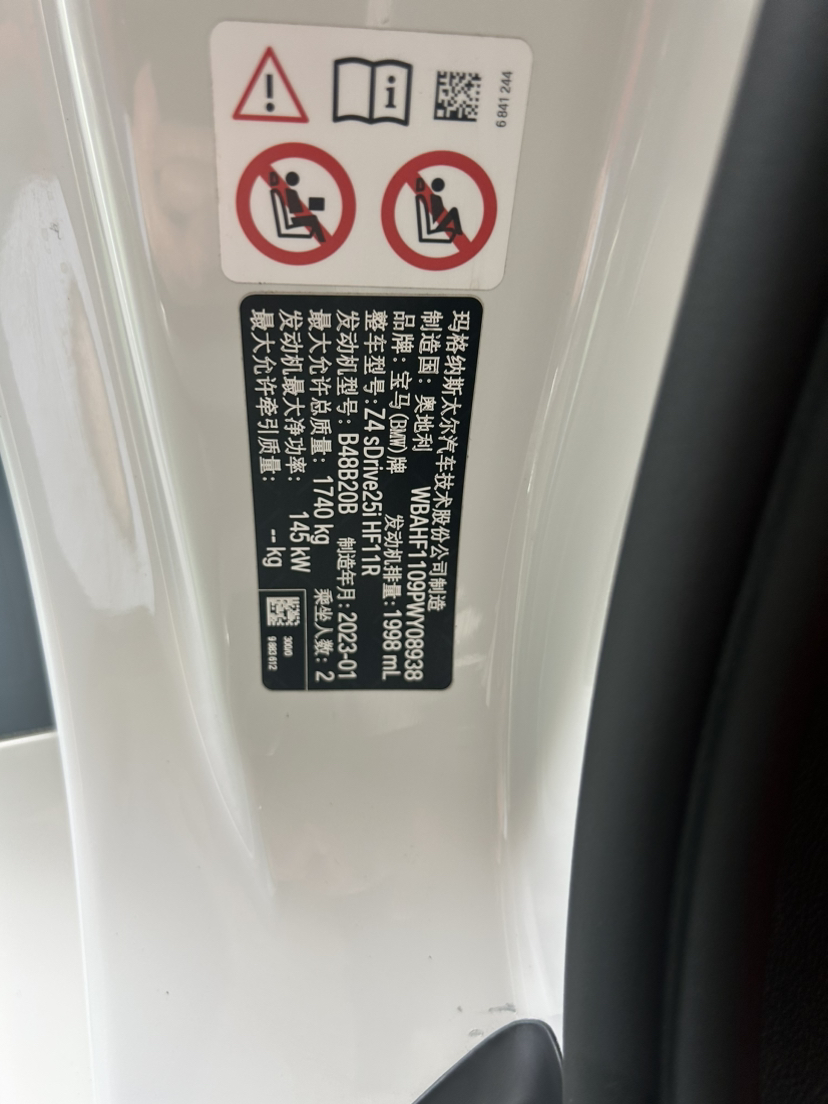 6 841 244
玛格纳斯太尔汽车技术股份公司制造
制造国：奥地利 WBAHF1109PWY08938
品牌：宝马(BMW)牌 发动机排量：1998 mL
整车型号：Z4 sDrive25i HF11R
发动机型号：B48B20B 制造年月：2023-01
最大允许总质量： 1740 kg 乘坐人数：2
发动机最大净功率： 145 kW
最大允许牵引质量： -- kg
9 883 612